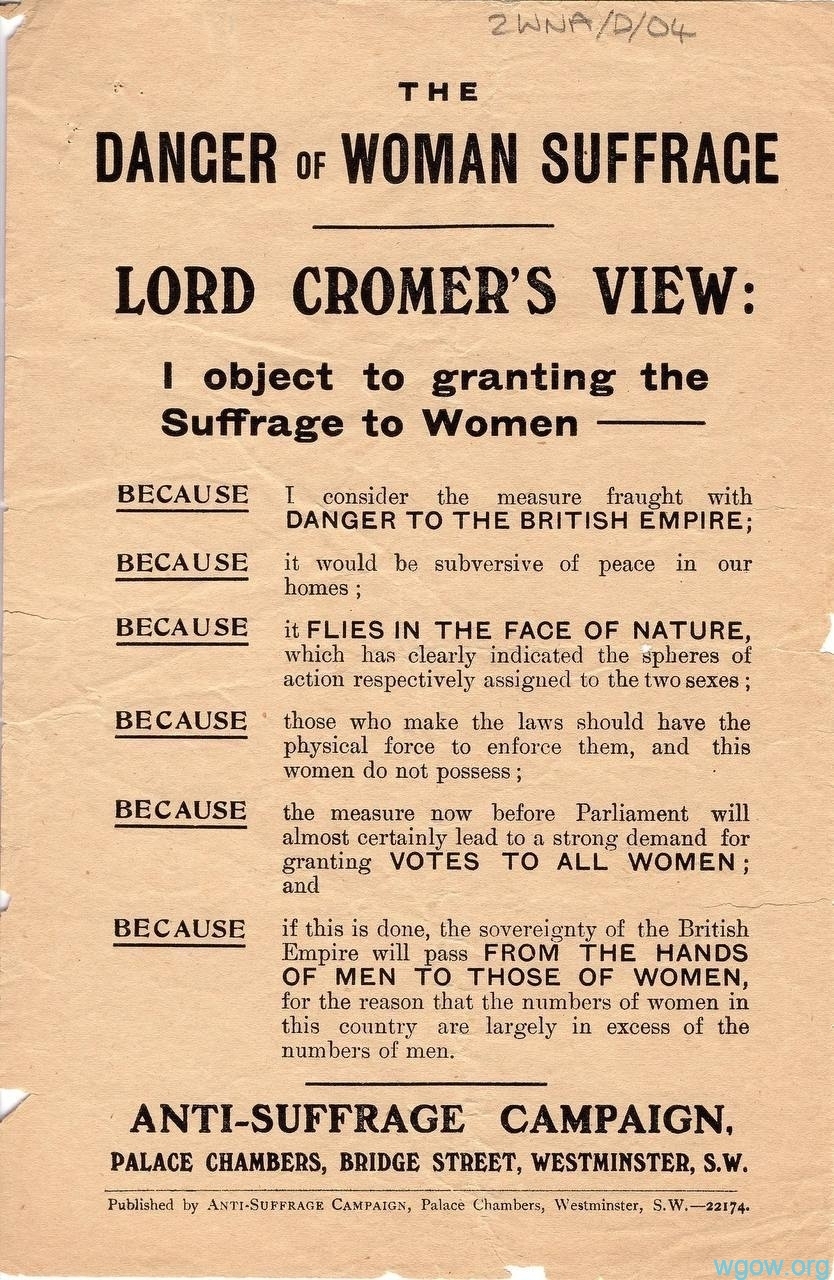 2WNA/D/04
THE
DANGER OF WOMAN SUFFRAGE
LORD CROMER'S VIEW:
I object to granting the
Suffrage to Women ——
BECAUSE I consider the measure fraught with
DANGER TO THE BRITISH EMPIRE;
BECAUSE it would be subversive of peace in our
homes ;
BECAUSE it FLIES IN THE FACE OF NATURE,
which has clearly indicated the spheres of
action respectively assigned to the two sexes ;
BECAUSE those who make the laws should have the
physical force to enforce them, and this
women do not possess ;
BECAUSE the measure now before Parliament will
almost certainly lead to a strong demand for
granting VOTES TO ALL WOMEN ;
and
BECAUSE if this is done, the sovereignty of the British
Empire will pass FROM THE HANDS
OF MEN TO THOSE OF WOMEN,
for the reason that the numbers of women in
this country are largely in excess of the
numbers of men.
ANTI-SUFFRAGE CAMPAIGN,
PALACE CHAMBERS, BRIDGE STREET, WESTMINSTER, S.W.
Published by ANTI-SUFFRAGE CAMPAIGN, Palace Chambers, Westminster, S.W.—22174.
wgow.org